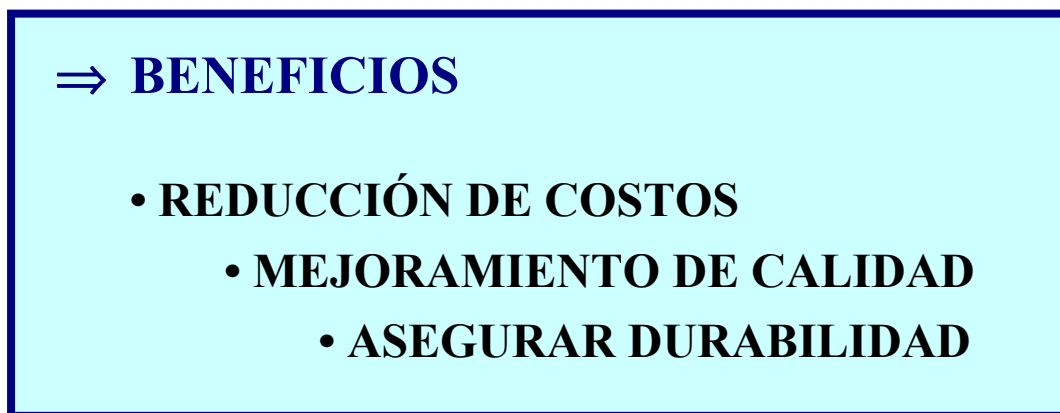 ⇒ BENEFICIOS
• REDUCCIÓN DE COSTOS
• MEJORAMIENTO DE CALIDAD
• ASEGURAR DURABILIDAD